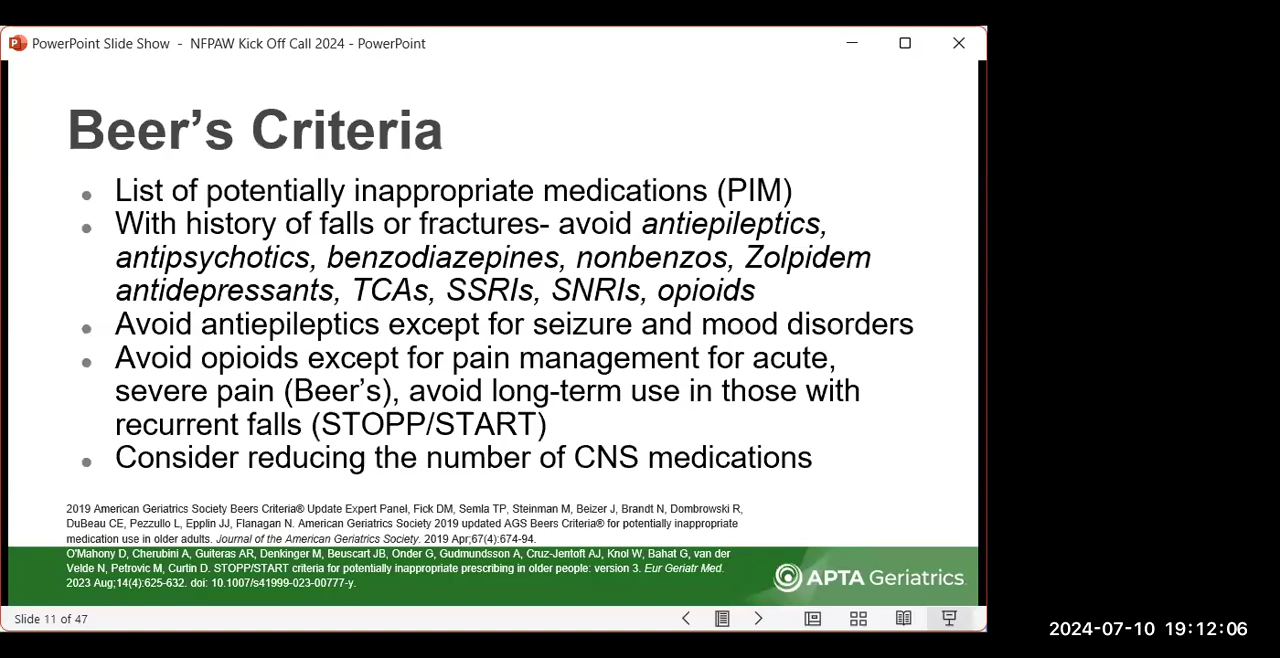 PowerPoint Slide Show - NFPAW Kick Off Call 2024 - PowerPoint
Beer's Criteria
• List of potentially inappropriate medications (PIM)
• With history of falls or fractures- avoid antiepileptics,
antipsychotics, benzodiazepines, nonbenzos, Zolpidem
antidepressants, TCAs, SSRIs, SNRIs, opioids
• Avoid antiepileptics except for seizure and mood disorders
• Avoid opioids except for pain management for acute,
severe pain (Beer's), avoid long-term use in those with
recurrent falls (STOPP/START)
• Consider reducing the number of CNS medications
2019 American Geriatrics Society Beers Criteria® Update Expert Panel, Fick DM, Semla TP, Steinman M, Beizer J, Brandt N, Dombrowski R,
DuBeau CE, Pezzullo L, Epplin JJ, Flanagan N. American Geriatrics Society 2019 updated AGS Beers Criteria® for potentially inappropriate
medication use in older adults. Journal of the American Geriatrics Society. 2019 Apr;67(4):674-94.
O'Mahony D, Cherubini A, Guiteras AR, Denkinger M, Beuscart JB, Onder G, Gudmundsson A, Cruz-Jentoft AJ, Knol W, Bahat G, van der
Velde N, Petrovic M, Curtin D. STOPP/START criteria for potentially inappropriate prescribing in older people: version 3. Eur Geriatr Med.
2023 Aug;14(4):625-632. doi: 10.1007/s41999-023-00777-y.
APTA Geriatrics
Slide 11 of 47
2024-07-10 19:12:06